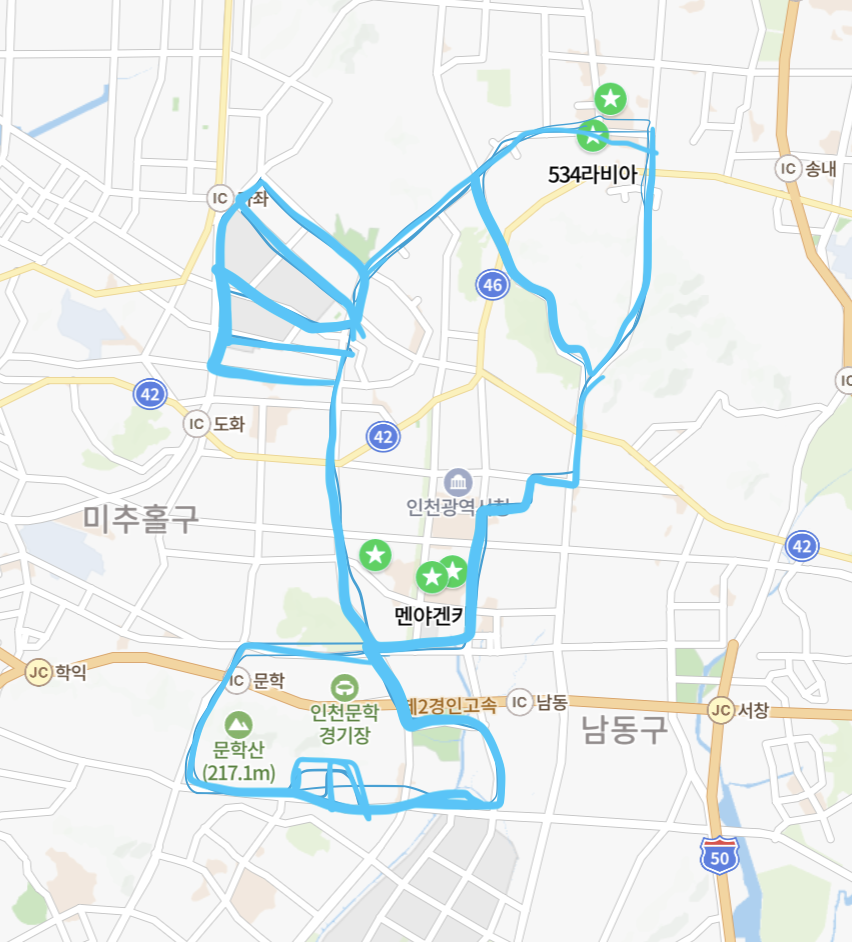 IC
송내
534라비아
46
IC
42
IC 도화
42
인천광역시청
미추홀구
42
멘야겐키
JC 학익
IC 문학
제2경인고속
IC 남동
JC 서창
인천문학
경기장
남동구
문학산
(217.1m)
50
IC